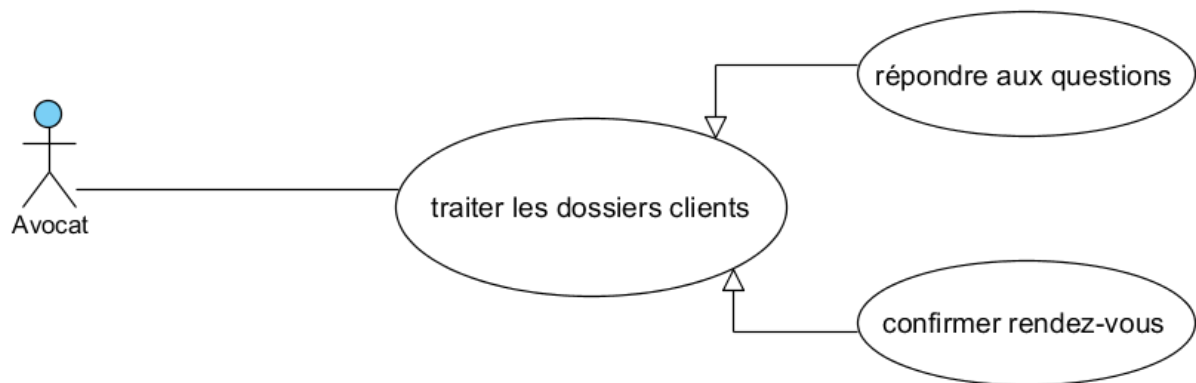 répondre aux questions
Avocat
traiter les dossiers clients
confirmer rendez-vous